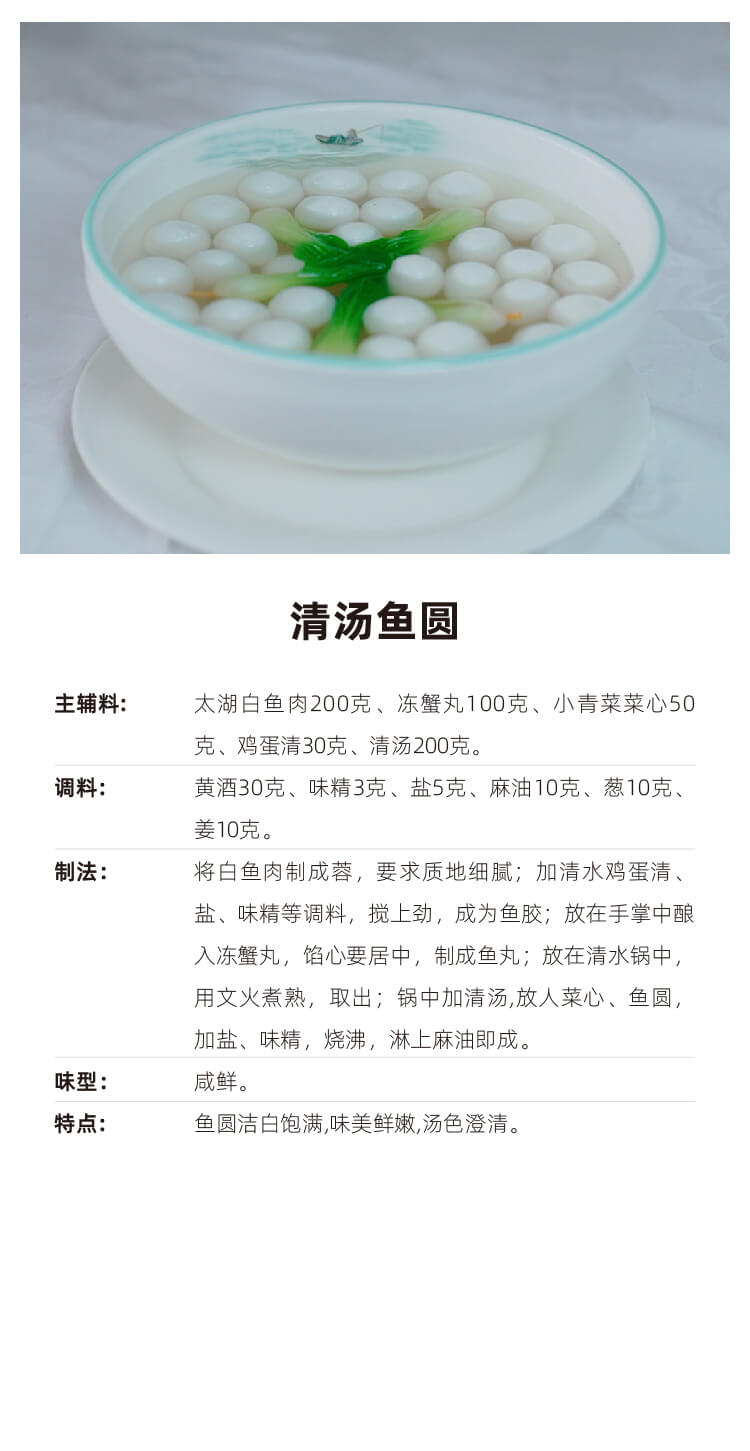 清汤鱼圆
主辅料：
太湖白鱼肉200克、冻蟹丸100克、小青菜菜心50
克、鸡蛋清30克、清汤200克。
调料：
黄酒30克、味精3克、盐5克、麻油10克、葱10克、
姜10克。
制法：
将白鱼肉制成蓉，要求质地细腻；加清水鸡蛋清、
盐、味精等调料，搅上劲，成为鱼胶；放在手掌中酿
入冻蟹丸，馅心要居中，制成鱼丸；放在清水锅中，
用文火煮熟，取出；锅中加清汤,放人菜心、鱼圆，
加盐、味精，烧沸，淋上麻油即成。
味型：
咸鲜。
特点：
鱼圆洁白饱满,味美鲜嫩,汤色澄清。